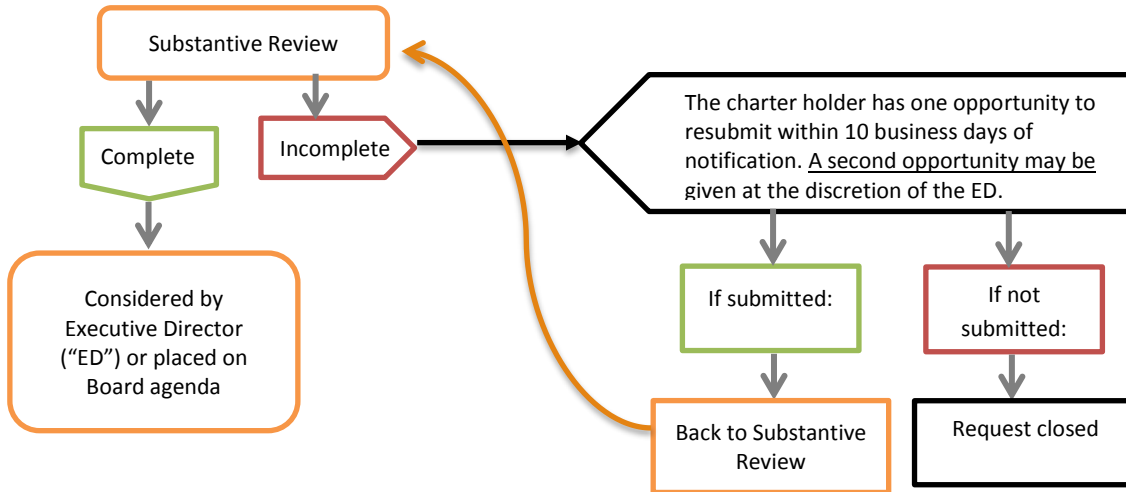 Substantive Review
Complete
Incomplete
The charter holder has one opportunity to
resubmit within 10 business days of
notification. A second opportunity may be
given at the discretion of the ED.
Considered by
Executive Director
(“ED”) or placed on
Board agenda
If submitted:
If not
submitted:
Back to Substantive
Review
Request closed